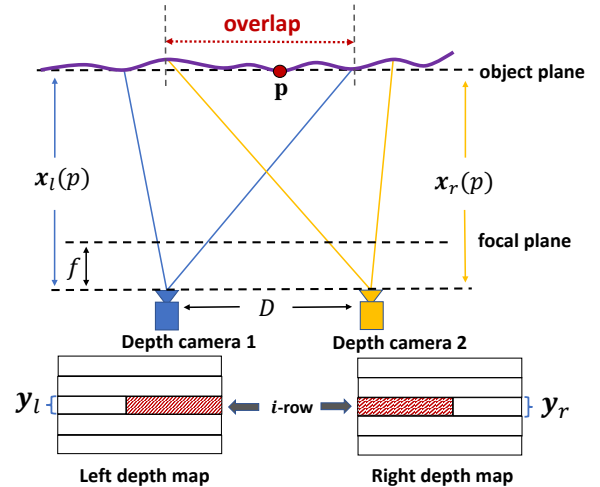 overlap
object plane
p
x_l(p)
x_r(p)
focal plane
f
D
Depth camera 1
Depth camera 2
y_l
i-row
y_r
Left depth map
Right depth map